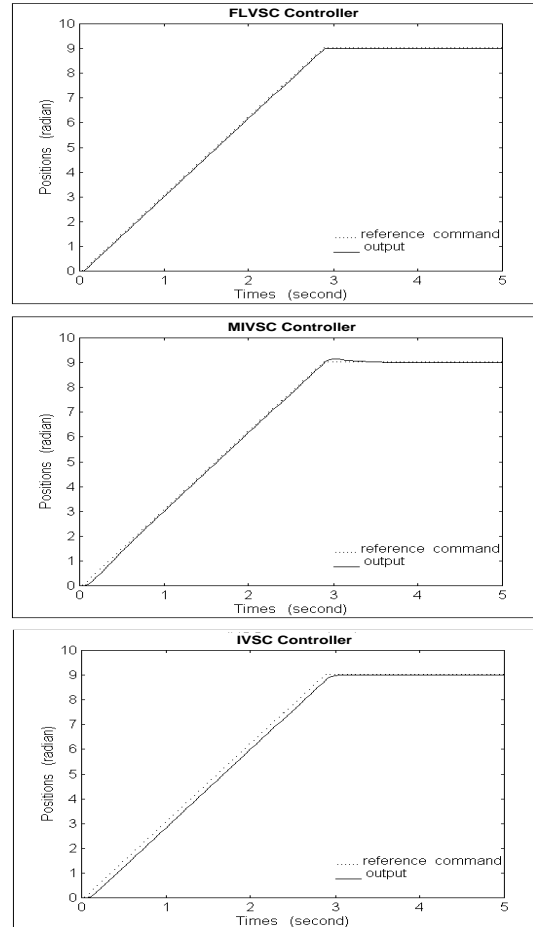 FLVSC Controller
10
9
8
7
6
5
4
3
2
1
0
Positions (radian)
...... reference command
output
0 1 2 3 4 5
Times (second)
MIVSC Controller
10
9
8
7
6
5
4
3
2
1
0
Positions (radian)
...... reference command
output
0 1 2 3 4 5
Times (second)
IVSC Controller
10
9
8
7
6
5
4
3
2
1
0
Positions (radian)
...... reference command
output
0 1 2 3 4 5
Times (second)